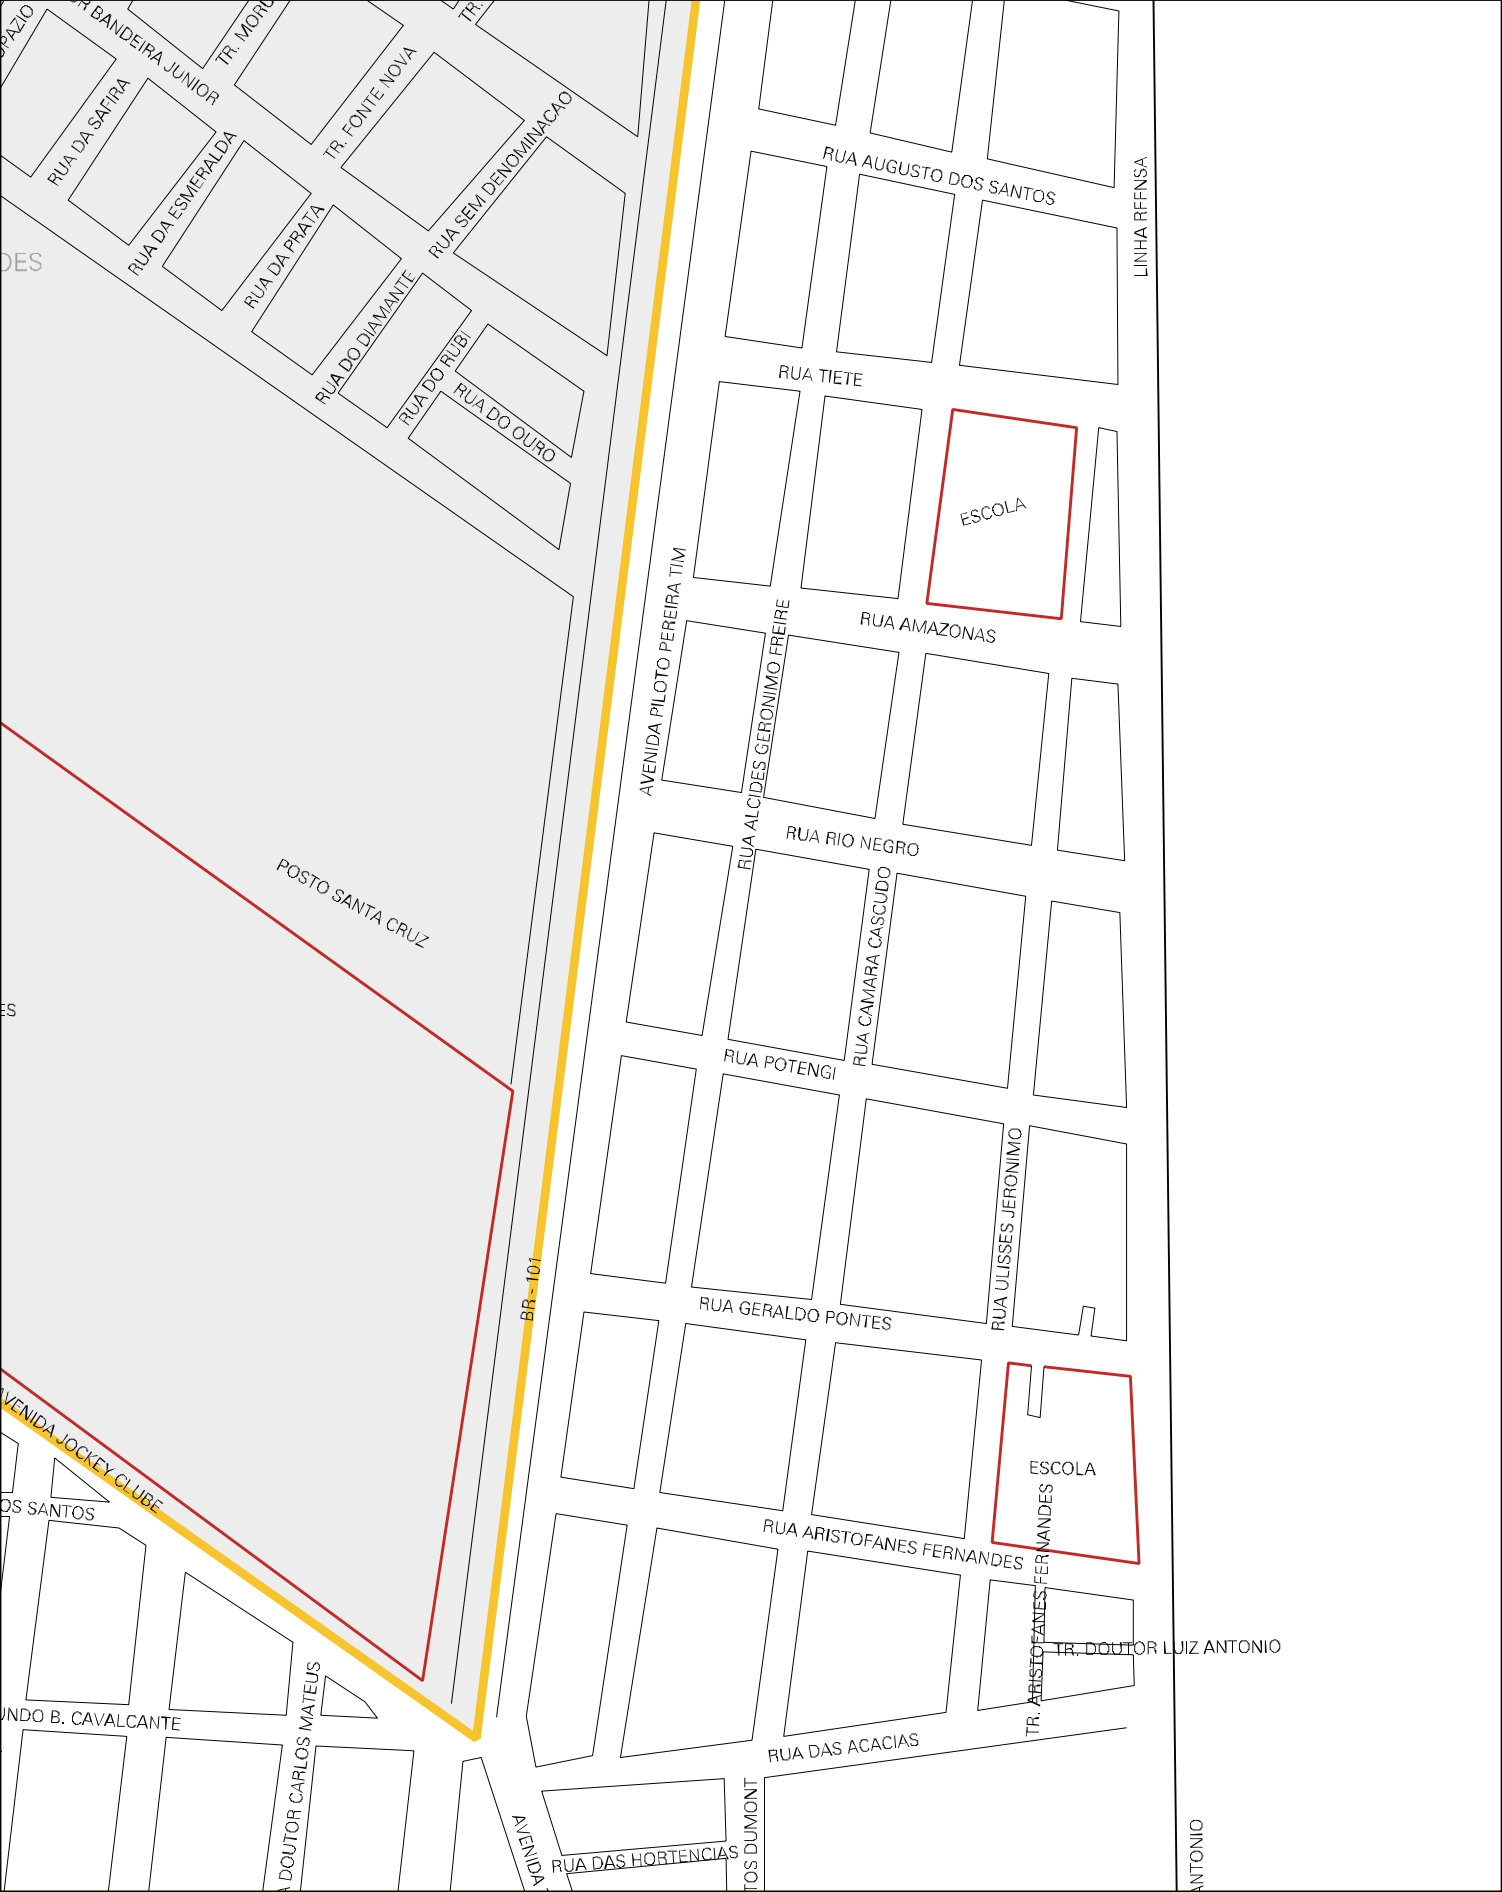 BANDEIRA JUNIOR
TR. FONTE NOVA
RUA DA SAFIRA
RUA DA ESMERALDA
RUA SEM DENOMINACAO
RUA DA PRATA
RUA DO DIAMANTE
RUA DO RUBI
RUA DO OURO
RUA AUGUSTO DOS SANTOS
LINHA RFFNSA
RUA TIETE
ESCOLA
RUA AMAZONAS
AVENIDA PILOTO PEREIRA TIM
RUA ALCIDES GERONIMO FREIRE
RUA RIO NEGRO
POSTO SANTA CRUZ
RUA CAMARA CASCUDO
RUA POTENGI
RUA ULISSES JERONIMO
BR - 101
RUA GERALDO PONTES
AVENIDA JOCKEY CLUBE
ESCOLA
OS SANTOS
RUA ARISTOFANES FERNANDES
TR. ARISTOFANES FERNANDES
TR. DOUTOR LUIZ ANTONIO
UNDO B. CAVALCANTE
DOUTOR CARLOS MATEUS
RUA DAS ACACIAS
AVENIDA
RUA DAS HORTENCIAS
TOS DUMONT
ANTONIO